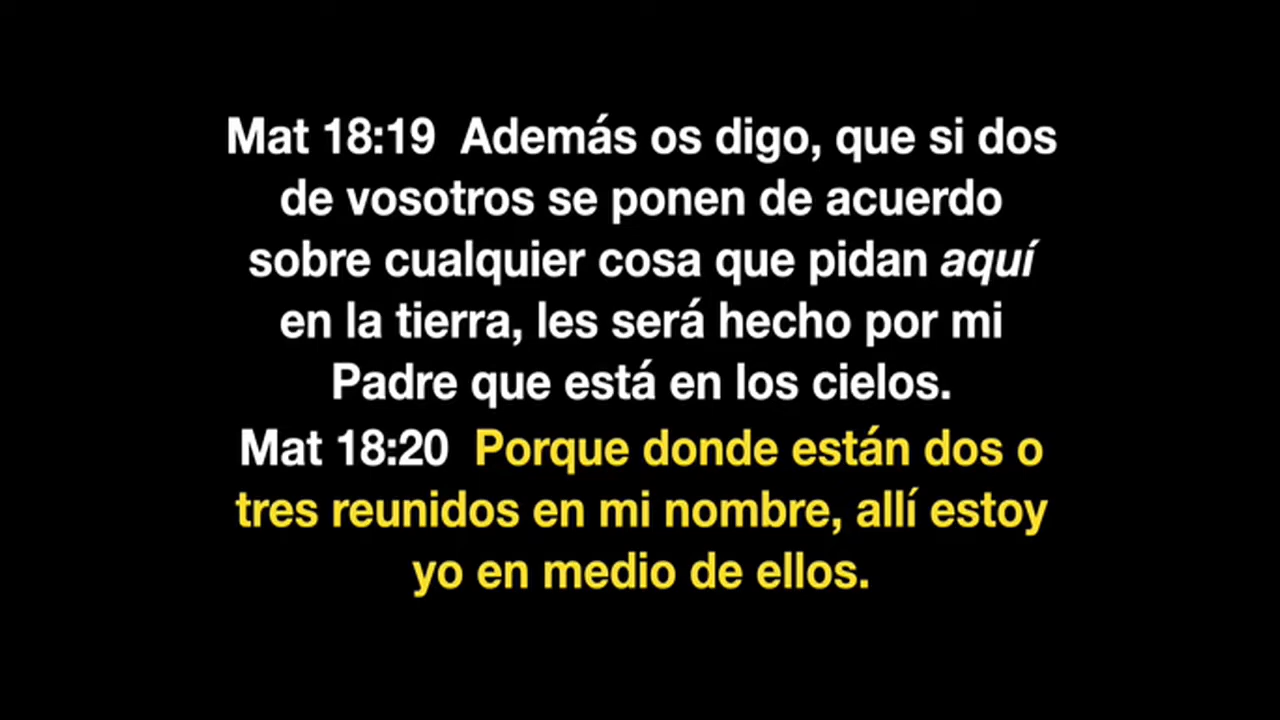 Mat 18:19  Además os digo, que si dos
de vosotros se ponen de acuerdo
sobre cualquier cosa que pidan aquí
en la tierra, les será hecho por mi
Padre que está en los cielos.
Mat 18:20  Porque donde están dos o
tres reunidos en mi nombre, allí estoy
yo en medio de ellos.